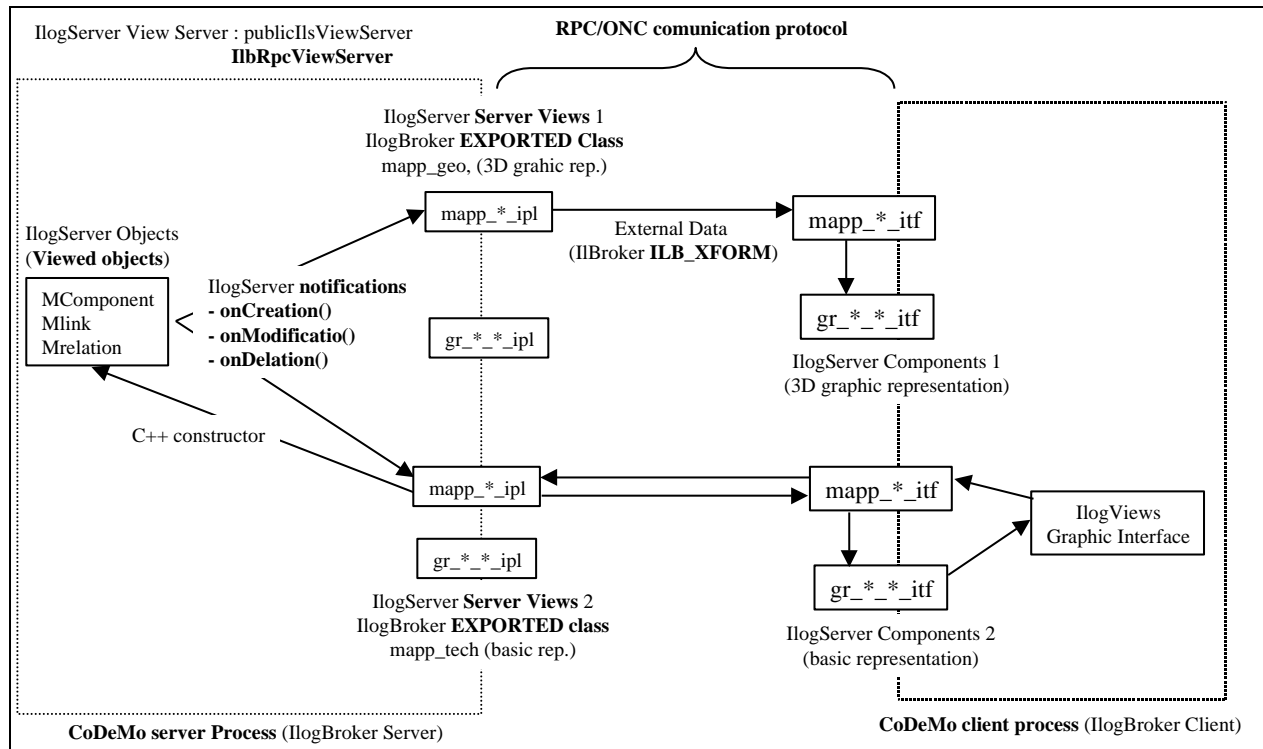 IlogServer View Server : publicIlsViewServer
IlbRpcViewServer
RPC/ONC comunication protocol
IlogServer Server Views 1
IlogBroker EXPORTED Class
mapp_geo, (3D grahic rep.)
mapp_*_ipl
External Data
(IlBroker ILB_XFORM)
mapp_*_itf
IlogServer Objects
(Viewed objects)
MComponent
Mlink
Mrelation
IlogServer notifications
- onCreation()
- onModificatio()
- onDelation()
gr_*_*_ipl
gr_*_*_itf
IlogServer Components 1
(3D graphic representation)
C++ constructor
mapp_*_ipl
mapp_*_itf
IlogViews
Graphic Interface
gr_*_*_ipl
gr_*_*_itf
IlogServer Server Views 2
IlogBroker EXPORTED class
mapp_tech (basic rep.)
IlogServer Components 2
(basic representation)
CoDeMo server Process (IlogBroker Server)
CoDeMo client process (IlogBroker Client)